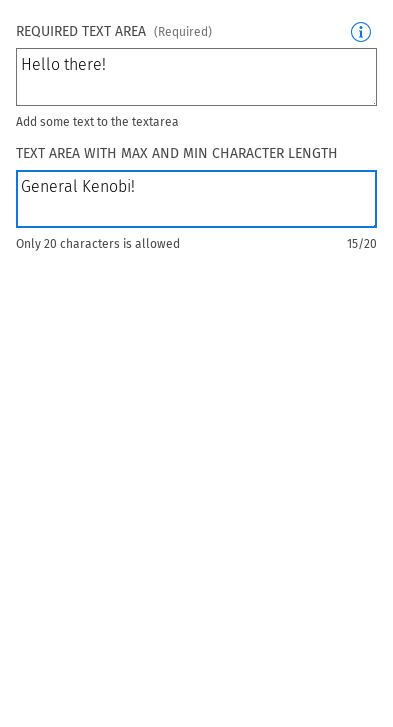 REQUIRED TEXT AREA (Required)
Hello there!
Add some text to the textarea
TEXT AREA WITH MAX AND MIN CHARACTER LENGTH
General Kenobi!
Only 20 characters is allowed 15/20